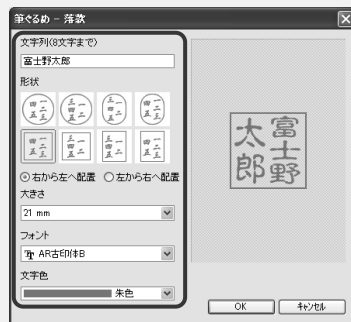 筆ぐるめ - 落款
文字列(8文字まで)
富士野太郎
形状
右から左へ配置 左から右へ配置
大きさ
21 mm
フォント
AR古印体B
文字色
朱色
富士野
太郎
OK キャンセル